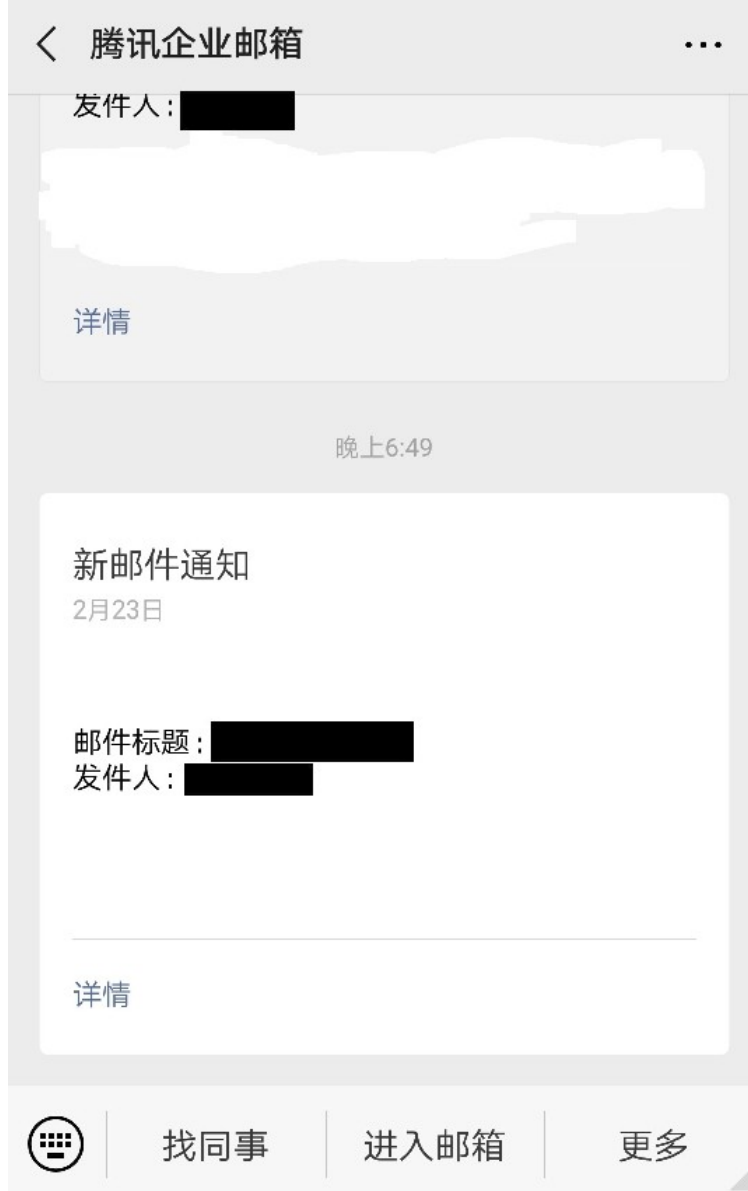 腾讯企业邮箱
发件人:
详情
晚上6:49
新邮件通知
2月23日
邮件标题:
发件人:
详情
找同事
进入邮箱
更多